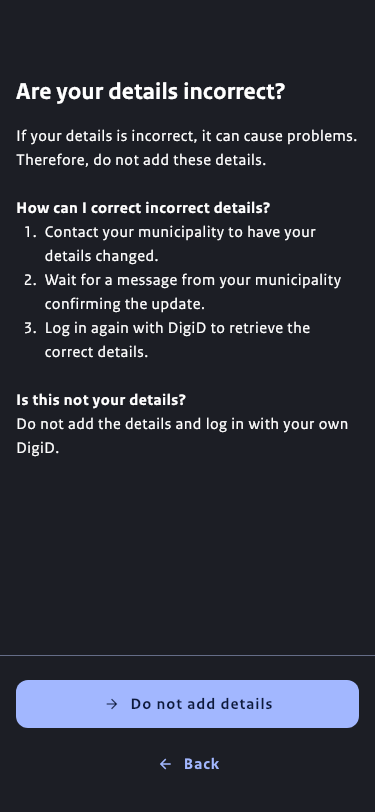 Are your details incorrect?
If your details is incorrect, it can cause problems.
Therefore, do not add these details.
How can I correct incorrect details?
1. Contact your municipality to have your
details changed.
2. Wait for a message from your municipality
confirming the update.
3. Log in again with DigiD to retrieve the
correct details.
Is this not your details?
Do not add the details and log in with your own
DigiD.
→ Do not add details
← Back